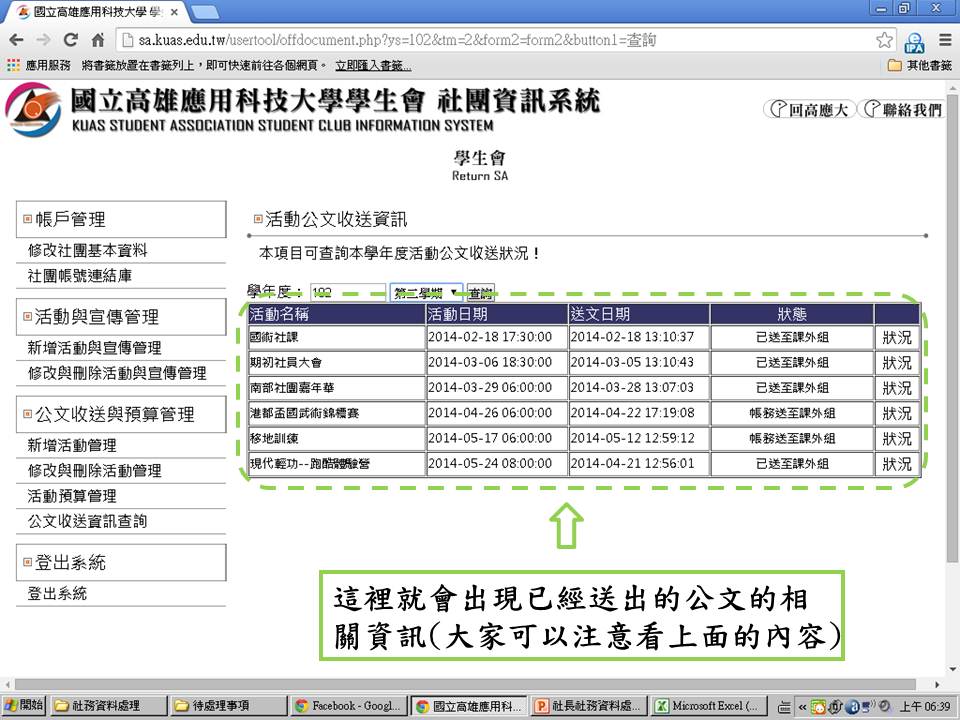 國立高雄應用科技大學 學
sa.kuas.edu.tw/usertool/offdocument.php?ys=102&tm=2&form2=form2&button1=查詢
應用服務 將書籤放置在書籤列上，即可快速前往各個網頁。 立即匯入書籤... 其他書籤
國立高雄應用科技大學學生會 社團資訊系統
KUAS STUDENT ASSOCIATION STUDENT CLUB INFORMATION SYSTEM
回高應大 聯絡我們
學生會
Return SA
帳戶管理
修改社團基本資料
社團帳號連結庫
活動與宣傳管理
新增活動與宣傳管理
修改與刪除活動與宣傳管理
公文收送與預算管理
新增活動管理
修改與刪除活動管理
活動預算管理
公文收送資訊查詢
登出系統
登出系統
活動公文收送資訊
本項目可查詢本學年度活動公文收送狀況！
學年度： 102 第二學期 查詢
活動名稱 活動日期 送文日期 狀態
國術社課 2014-02-18 17:30:00 2014-02-18 13:10:37 已送至課外組 狀況
期初社員大會 2014-03-06 18:30:00 2014-03-05 13:10:43 已送至課外組 狀況
南部社團嘉年華 2014-03-29 06:00:00 2014-03-28 13:07:03 已送至課外組 狀況
港都盃國武術錦標賽 2014-04-26 06:00:00 2014-04-22 17:19:08 帳務送至課外組 狀況
移地訓練 2014-05-17 06:00:00 2014-05-12 12:59:12 帳務送至課外組 狀況
現代輕功--跑酷體驗營 2014-05-24 08:00:00 2014-04-21 12:56:01 已送至課外組 狀況
這裡就會出現已經送出的公文的相
關資訊(大家可以注意看上面的內容)
開始 社務資料處理 待處理事項 Facebook - Googl... 國立高雄應用科... 社長社務資料處... Microsoft Excel (... 上午 06:39